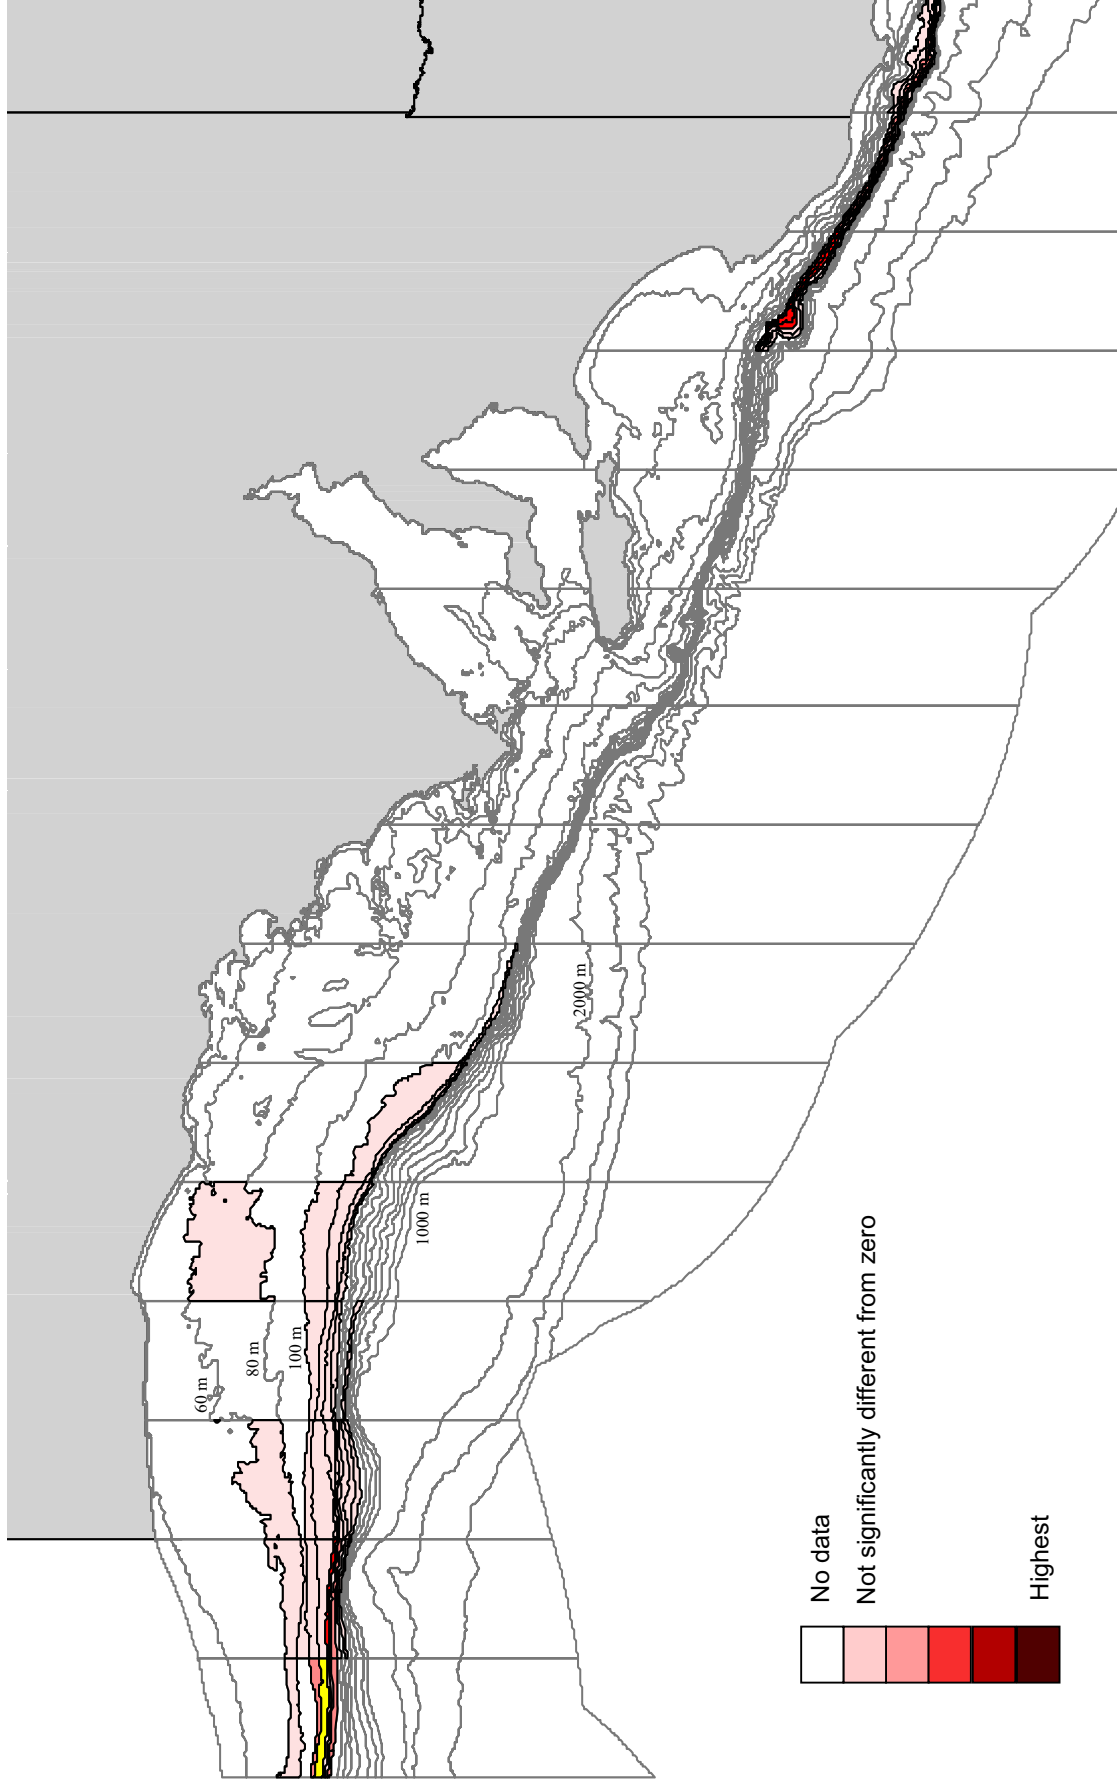 60 m
80 m
100 m
1000 m
2000 m
No data
Not significantly different from zero
Highest